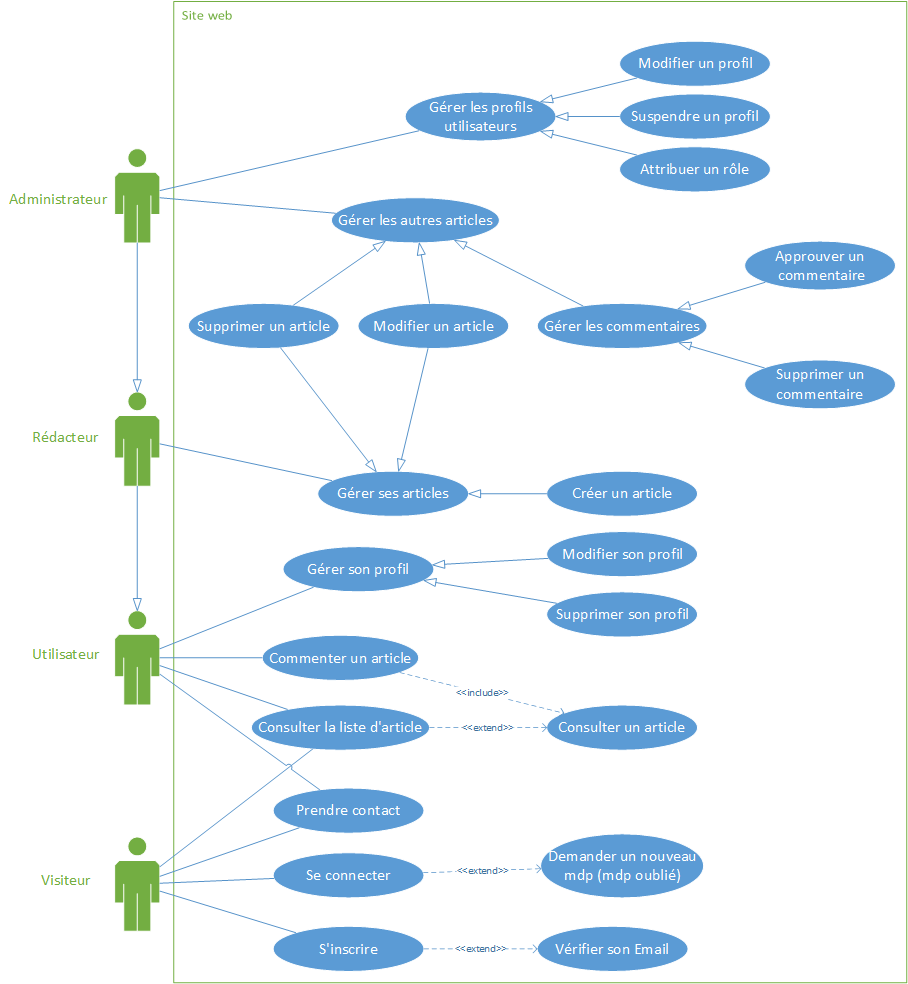 Site web
Modifier un profil
Gérer les profils
utilisateurs
Suspendre un profil
Attribuer un rôle
Administrateur
Gérer les autres articles
Approuver un
commentaire
Supprimer un article
Modifier un article
Gérer les commentaires
Supprimer un
commentaire
Rédacteur
Gérer ses articles
Créer un article
Modifier son profil
Gérer son profil
Supprimer son profil
Utilisateur
Commenter un article
<<include>>
Consulter la liste d'article
<<extend>>
Consulter un article
Prendre contact
Visiteur
Se connecter
<<extend>>
Demander un nouveau
mdp (mdp oublié)
S'inscrire
<<extend>>
Vérifier son Email